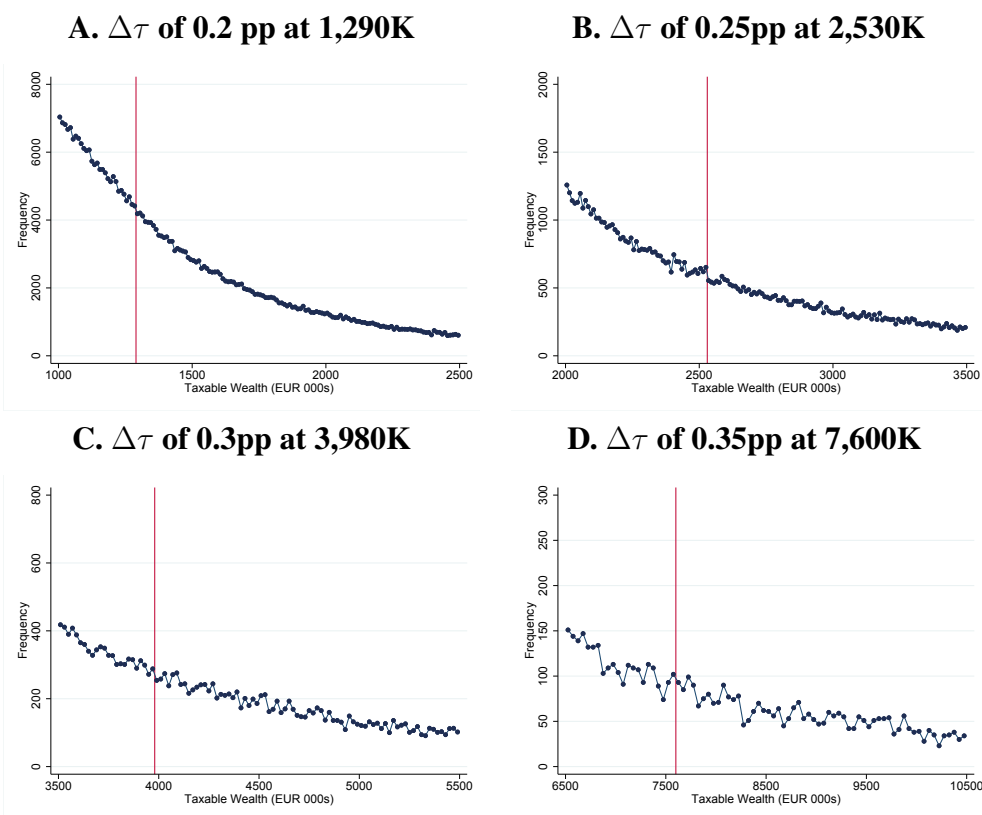 A. Δτ of 0.2 pp at 1,290K
8000
6000
4000
2000
0
Frequency
1000 1500 2000 2500
Taxable Wealth (EUR 000s)
B. Δτ of 0.25pp at 2,530K
2000
1500
1000
500
0
Frequency
2000 2500 3000 3500
Taxable Wealth (EUR 000s)
C. Δτ of 0.3pp at 3,980K
800
600
400
200
0
Frequency
3500 4000 4500 5000 5500
Taxable Wealth (EUR 000s)
D. Δτ of 0.35pp at 7,600K
300
250
200
150
100
50
0
Frequency
6500 7500 8500 9500 10500
Taxable Wealth (EUR 000s)